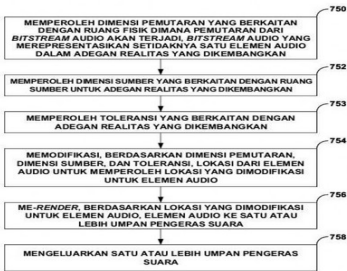 750
MEMPEROLEH DIMENSI PEMUTARAN YANG BERKAITAN
DENGAN RUANG FISIK DIMANA PEMUTARAN DARI
BITSTREAM AUDIO AKAN TERJADI, BITSTREAM AUDIO YANG
MEREPRESENTASIKAN SETIDAKNYA SATU ELEMEN AUDIO
DALAM ADEGAN REALITAS YANG DIKEMBANGKAN
752
MEMPEROLEH DIMENSI SUMBER YANG BERKAITAN DENGAN RUANG
SUMBER UNTUK ADEGAN REALITAS YANG DIKEMBANGKAN
753
MEMPEROLEH TOLERANSI YANG BERKAITAN DENGAN
ADEGAN REALITAS YANG DIKEMBANGKAN
754
MEMODIFIKASI, BERDASARKAN DIMENSI PEMUTARAN,
DIMENSI SUMBER, DAN TOLERANSI, LOKASI DARI ELEMEN
AUDIO UNTUK MEMPEROLEH LOKASI YANG DIMODIFIKASI
UNTUK ELEMEN AUDIO
756
ME-RENDER, BERDASARKAN LOKASI YANG DIMODIFIKASI
UNTUK ELEMEN AUDIO, ELEMEN AUDIO KE SATU ATAU
LEBIH UMPAN PENGERAS SUARA
758
MENGELUARKAN SATU ATAU LEBIH UMPAN PENGERAS
SUARA